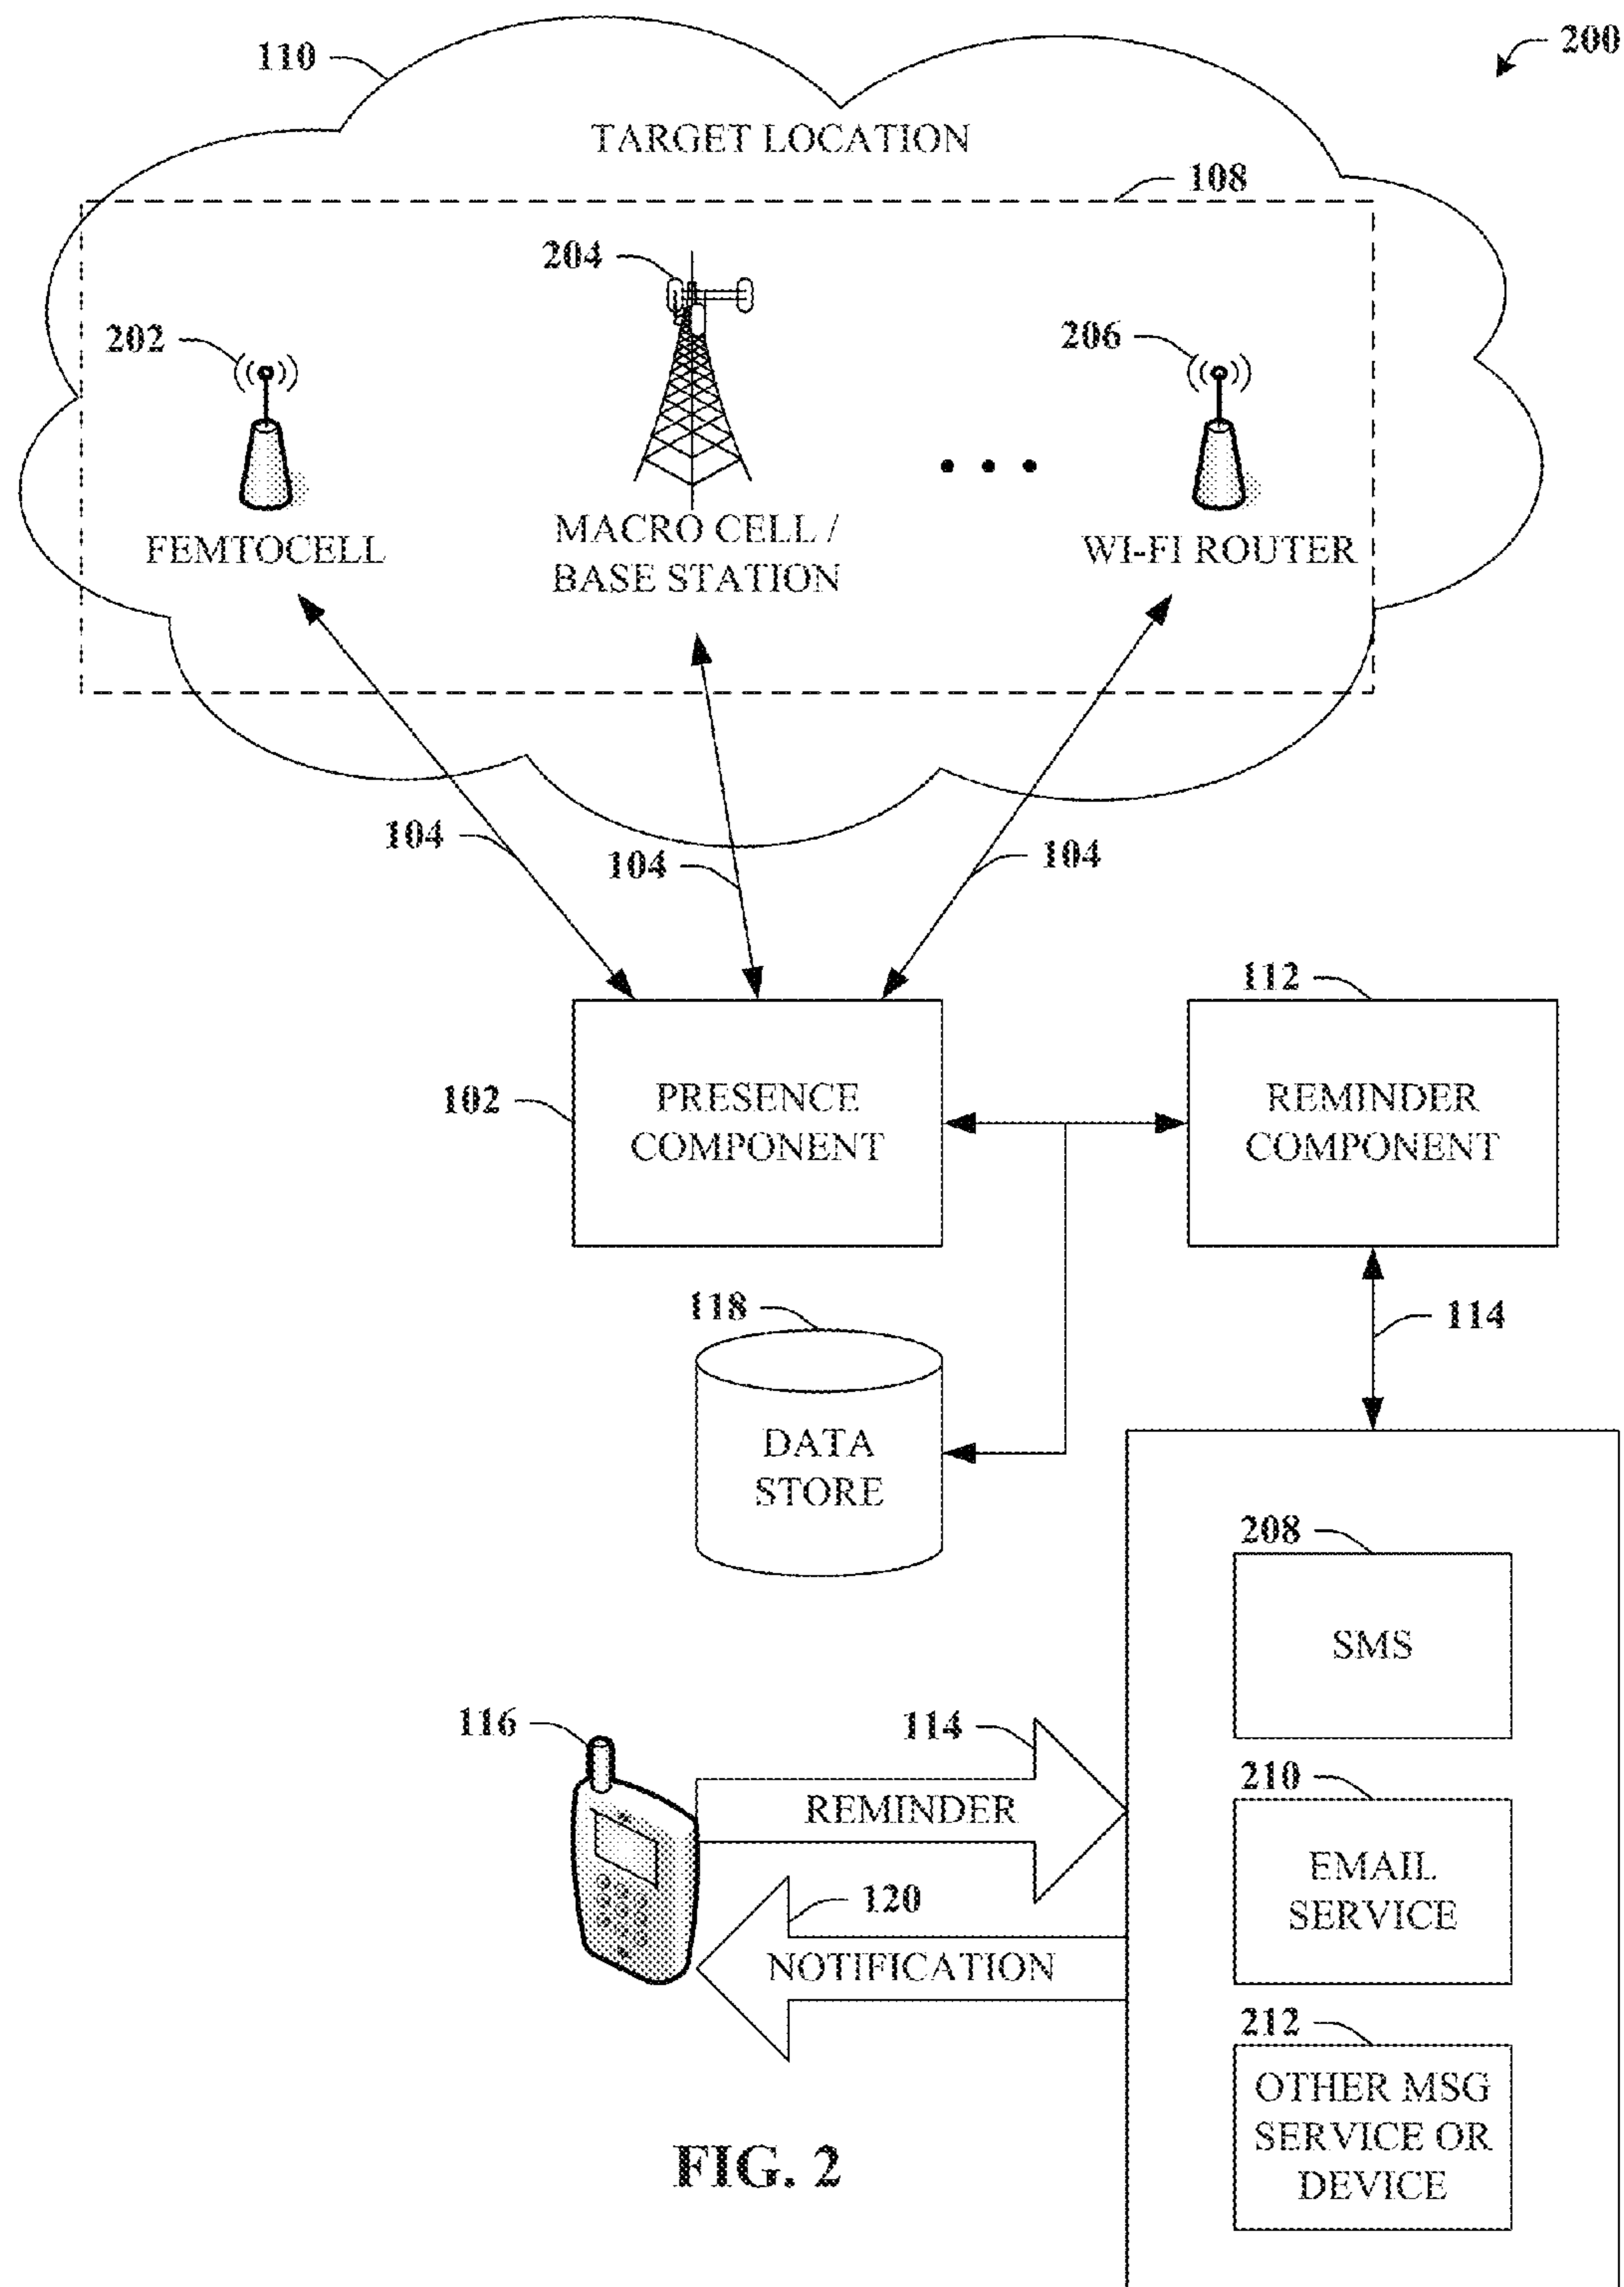 200
110
TARGET LOCATION
108
204
202
206
FEMTOCELL
MACRO CELL /
BASE STATION
WI-FI ROUTER
104
104
104
112
102
PRESENCE
COMPONENT
REMINDER
COMPONENT
118
114
DATA
STORE
208
SMS
116
114
REMINDER
210
EMAIL
SERVICE
120
NOTIFICATION
212
OTHER MSG
SERVICE OR
DEVICE
FIG. 2